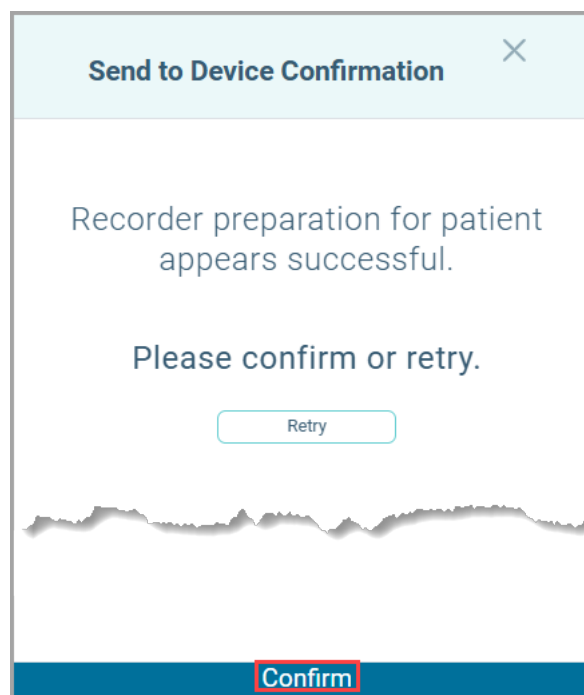 Send to Device Confirmation
Recorder preparation for patient
appears successful.
Please confirm or retry.
Retry
Confirm